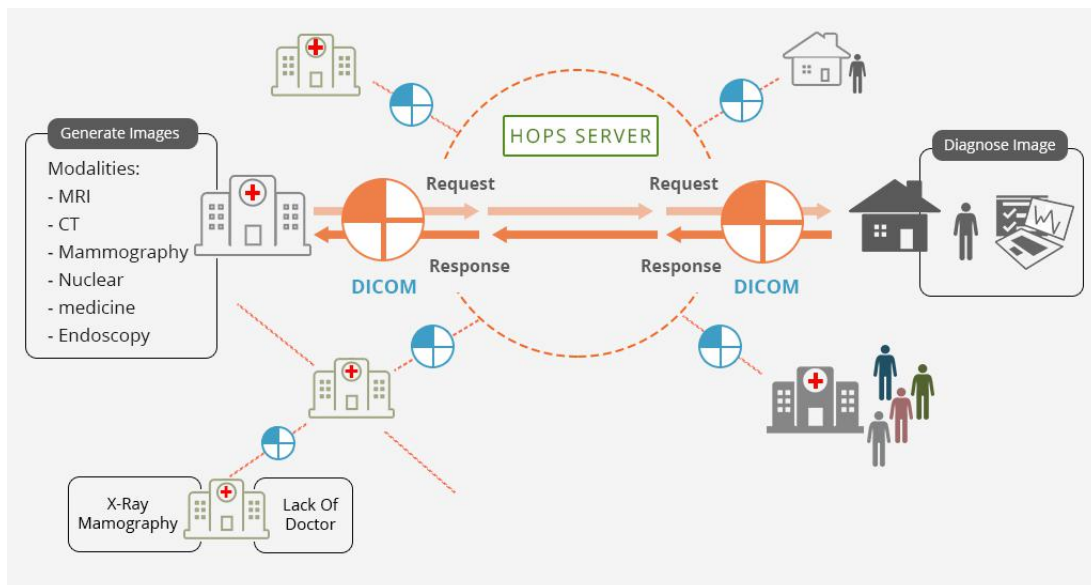 HOPS SERVER
Generate Images
Modalities:
- MRI
- CT
- Mammography
- Nuclear
- medicine
- Endoscopy
Request
Request
Response
Response
DICOM
DICOM
Diagnose Image
X-Ray
Mamography
Lack Of
Doctor